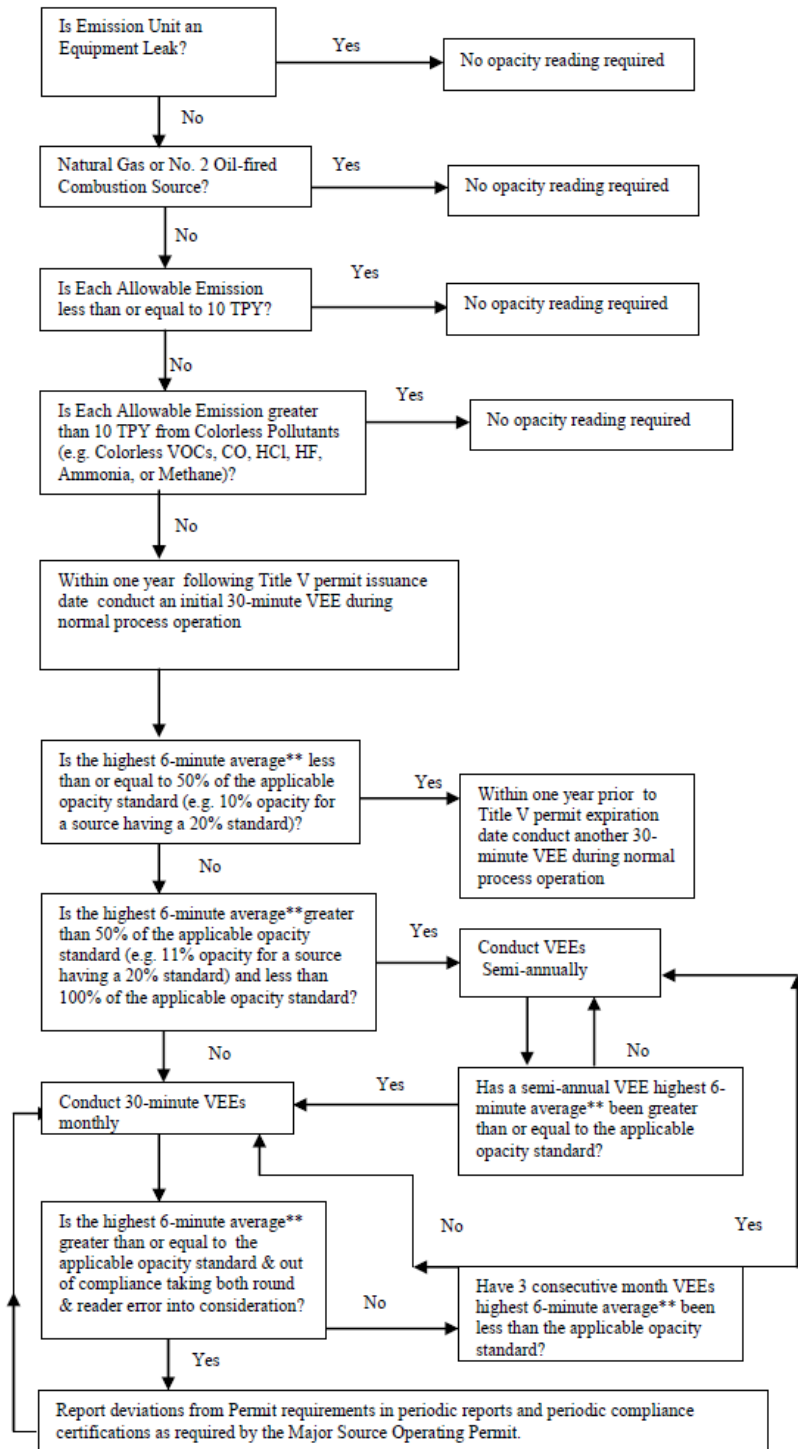 Is Emission Unit an
Equipment Leak?
Yes
No opacity reading required
No
Natural Gas or No. 2 Oil-fired
Combustion Source?
Yes
No opacity reading required
No
Is Each Allowable Emission
less than or equal to 10 TPY?
Yes
No opacity reading required
No
Is Each Allowable Emission greater
than 10 TPY from Colorless Pollutants
(e.g. Colorless VOCs, CO, HCl, HF,
Ammonia, or Methane)?
Yes
No opacity reading required
No
Within one year following Title V permit issuance
date conduct an initial 30-minute VEE during
normal process operation
Is the highest 6-minute average** less
than or equal to 50% of the applicable
opacity standard (e.g. 10% opacity for
a source having a 20% standard)?
Yes
Within one year prior to
Title V permit expiration
date conduct another 30-
minute VEE during normal
process operation
No
Is the highest 6-minute average**greater
than 50% of the applicable opacity
standard (e.g. 11% opacity for a source
having a 20% standard) and less than
100% of the applicable opacity standard?
Yes
Conduct VEEs
Semi-annually
No
No
Yes
Conduct 30-minute VEEs
monthly
Has a semi-annual VEE highest 6-
minute average** been greater
than or equal to the applicable
opacity standard?
Is the highest 6-minute average**
greater than or equal to the
applicable opacity standard & out
of compliance taking both round
& reader error into consideration?
No
Yes
No
Have 3 consecutive month VEEs
highest 6-minute average** been
less than the applicable opacity
standard?
Yes
Report deviations from Permit requirements in periodic reports and periodic compliance
certifications as required by the Major Source Operating Permit.